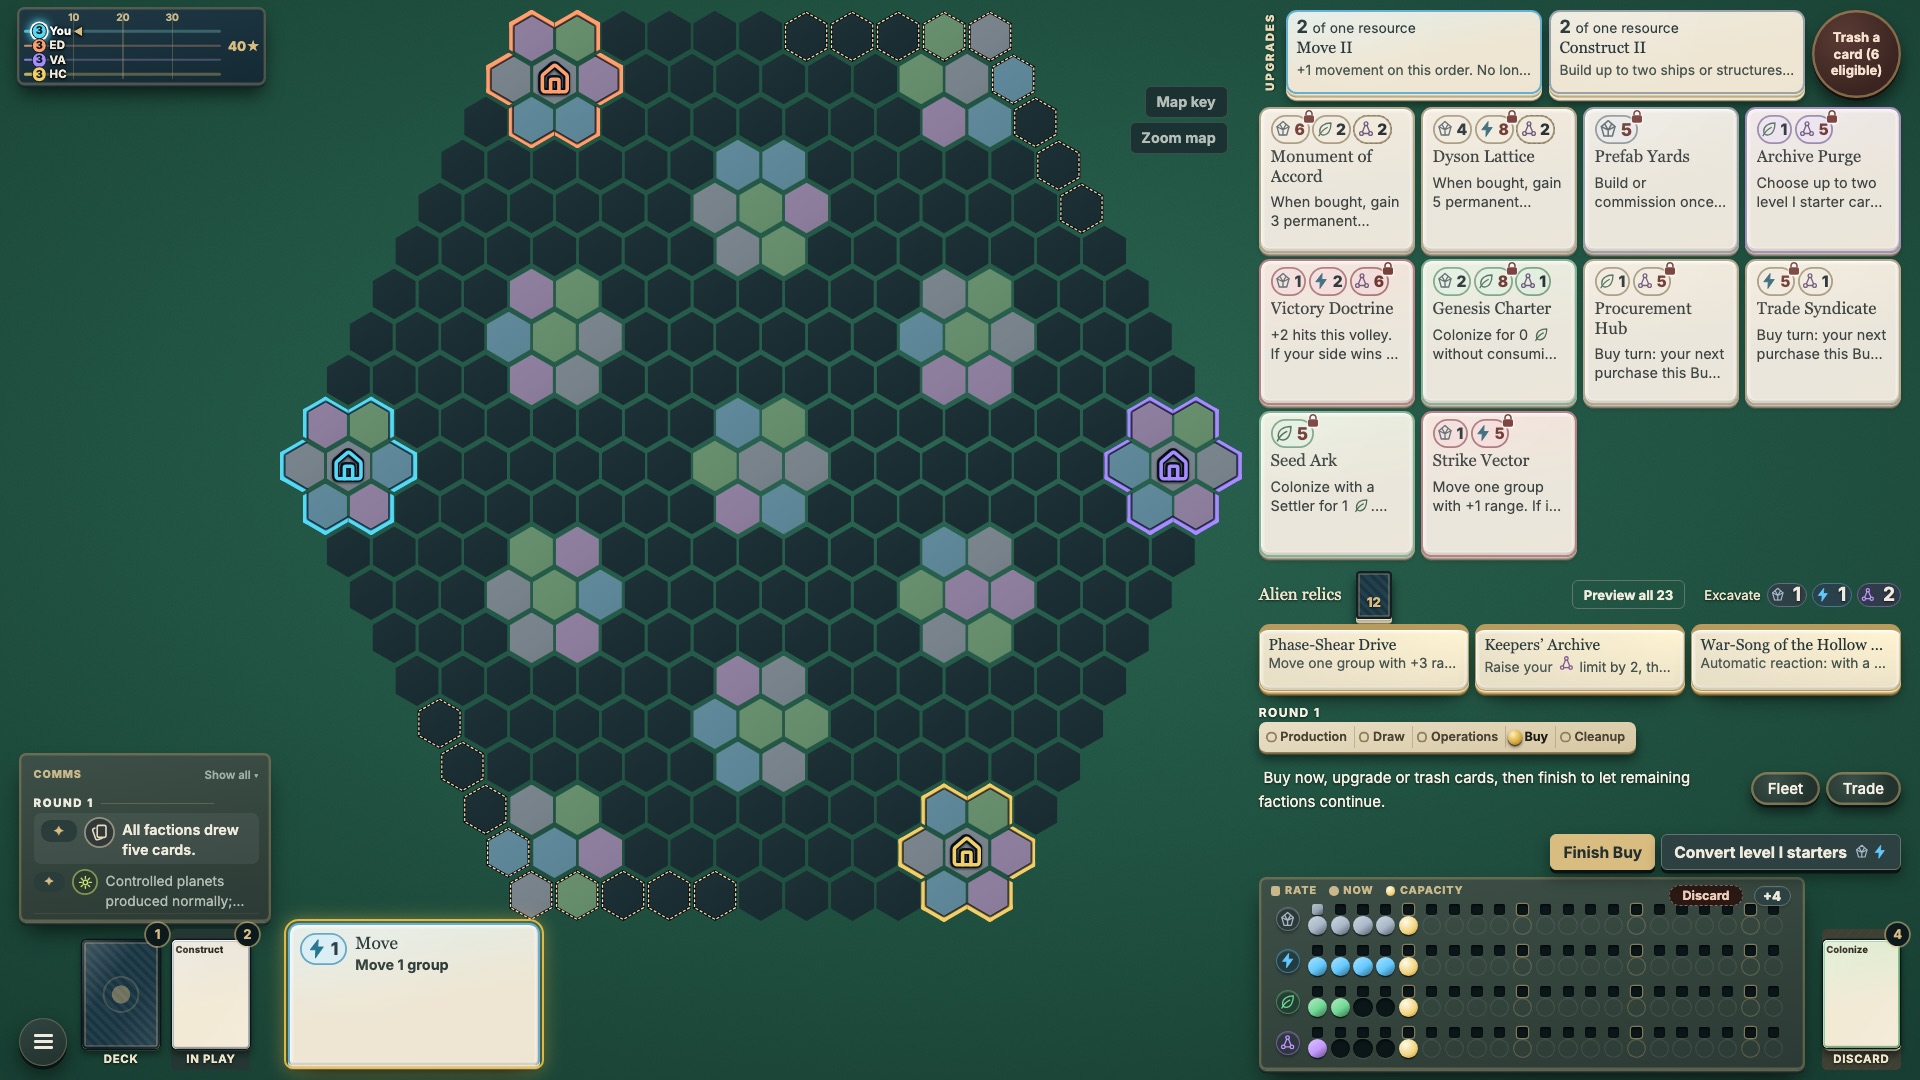 10 20 30
3 You
3 ED
3 VA
3 HC
40★
Map key
Zoom map
UPGRADES
2 of one resource
Move II
+1 movement on this order. No lon...
2 of one resource
Construct II
Build up to two ships or structures...
Trash a
card (6
eligible)
6 2 2
Monument of
Accord
When bought, gain
3 permanent...
4 8 2
Dyson Lattice
When bought, gain
5 permanent...
5
Prefab Yards
Build or
commission once...
1 5
Archive Purge
Choose up to two
level I starter car...
1 2 6
Victory Doctrine
+2 hits this volley.
If your side wins ...
2 8 1
Genesis Charter
Colonize for 0
without consumi...
1 5
Procurement
Hub
Buy turn: your next
purchase this Bu...
5 1
Trade Syndicate
Buy turn: your next
purchase this Bu...
5
Seed Ark
Colonize with a
Settler for 1 ....
1 5
Strike Vector
Move one group
with +1 range. If i...
Alien relics
12
Preview all 23
Excavate 1 1 2
Phase-Shear Drive
Move one group with +3 ra...
Keepers’ Archive
Raise your limit by 2, th...
War-Song of the Hollow ...
Automatic reaction: with a ...
ROUND 1
Production Draw Operations Buy Cleanup
Buy now, upgrade or trash cards, then finish to let remaining
factions continue.
Fleet
Trade
Finish Buy
Convert level I starters
RATE NOW CAPACITY
Discard
+4
COMMS
Show all
ROUND 1
All factions drew
five cards.
Controlled planets
produced normally;...
1
DECK
2
Construct
IN PLAY
1
Move
Move 1 group
4
Colonize
DISCARD